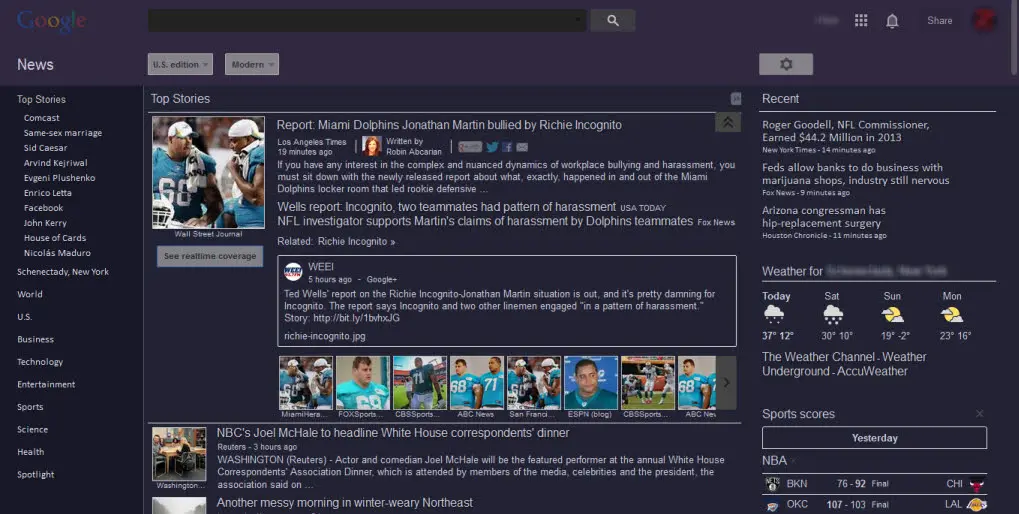 Google
Share
News
U.S. edition
Modern
Top Stories
Comcast
Same-sex marriage
Sid Caesar
Arvind Kejriwal
Evgeni Plushenko
Enrico Letta
Facebook
John Kerry
House of Cards
Nicolás Maduro
Schenectady, New York
World
U.S.
Business
Technology
Entertainment
Sports
Science
Health
Spotlight
Top Stories
Wall Street Journal
See realtime coverage
Report: Miami Dolphins Jonathan Martin bullied by Richie Incognito
Los Angeles Times
19 minutes ago
Written by
Robin Abcarian
If you have any interest in the complex and nuanced dynamics of workplace bullying and harassment, you
must sit down with the newly released report about what, exactly, happened in and out of the Miami
Dolphins locker room that led rookie defensive ...
Wells report: Incognito, two teammates had pattern of harassment USA TODAY
NFL investigator supports Martin's claims of harassment by Dolphins teammates Fox News
Related: Richie Incognito »
WEEI
5 hours ago - Google+
Ted Wells' report on the Richie Incognito-Jonathan Martin situation is out, and it's pretty damning for
Incognito. The report says Incognito and two other linemen engaged "in a pattern of harassment."
Story: http://bit.ly/1bvhxJG
richie-incognito.jpg
MiamiHera... FOXSports... CBSSports... ABC News San Franci... ESPN (blog) CBSSports... ABC News
NBC's Joel McHale to headline White House correspondents' dinner
Reuters - 3 hours ago
WASHINGTON (Reuters) - Actor and comedian Joel McHale will be the featured performer at the annual White House
Correspondents' Association Dinner, which is attended by members of the media, celebrities and the president, the
association said on ...
Washington...
Another messy morning in winter-weary Northeast
Recent
Roger Goodell, NFL Commissioner,
Earned $44.2 Million in 2013
New York Times - 14 minutes ago
Feds allow banks to do business with
marijuana shops, industry still nervous
Fox News - 9 minutes ago
Arizona congressman has
hip-replacement surgery
Houston Chronicle - 11 minutes ago
Weather for
Today Sat Sun Mon
37° 12° 30° 10° 19° -2° 23° 16°
The Weather Channel - Weather
Underground - AccuWeather
Sports scores
Yesterday
NBA
BKN 76 - 92 Final CHI
OKC 107 - 103 Final LAL